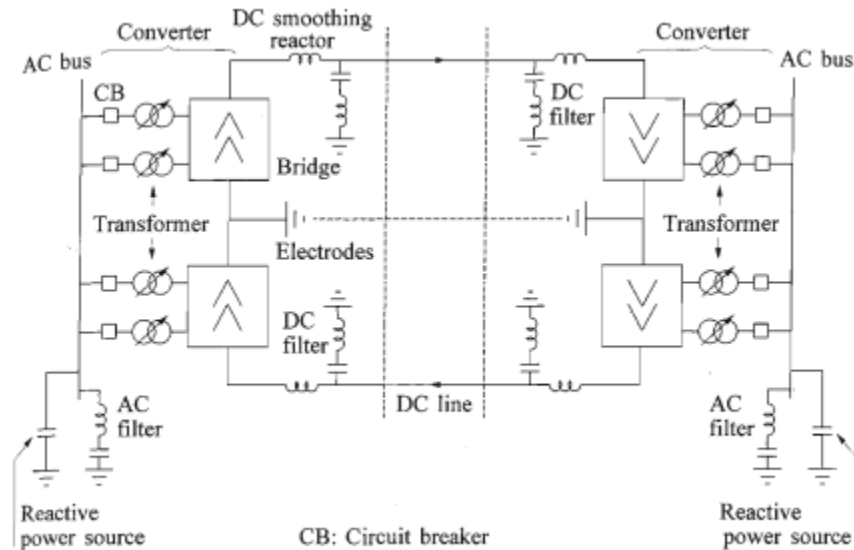 DC smoothing
reactor
Converter
AC bus
CB
Bridge
Transformer
Electrodes
DC
filter
AC
filter
Reactive
power source
DC
filter
DC line
Converter
AC bus
Transformer
AC
filter
Reactive
power source
CB: Circuit breaker